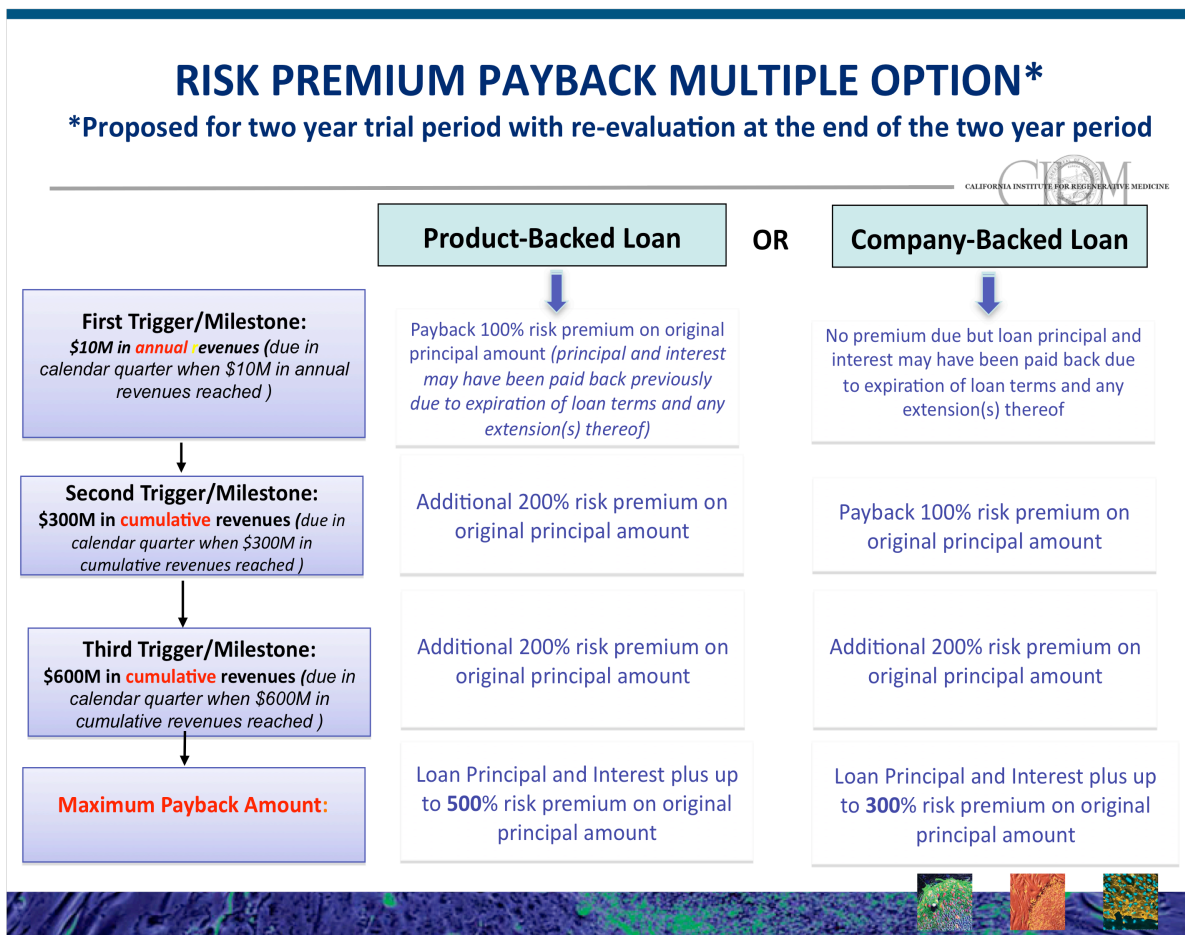 RISK PREMIUM PAYBACK MULTIPLE OPTION*
*Proposed for two year trial period with re-evaluation at the end of the two year period
CIRM
CALIFORNIA INSTITUTE FOR REGENERATIVE MEDICINE
Product-Backed Loan
OR
Company-Backed Loan
First Trigger/Milestone:
$10M in annual revenues (due in
calendar quarter when $10M in annual
revenues reached )
Payback 100% risk premium on original
principal amount (principal and interest
may have been paid back previously
due to expiration of loan terms and any
extension(s) thereof)
No premium due but loan principal and
interest may have been paid back due
to expiration of loan terms and any
extension(s) thereof
Second Trigger/Milestone:
$300M in cumulative revenues (due in
calendar quarter when $300M in
cumulative revenues reached )
Additional 200% risk premium on
original principal amount
Payback 100% risk premium on
original principal amount
Third Trigger/Milestone:
$600M in cumulative revenues (due in
calendar quarter when $600M in
cumulative revenues reached )
Additional 200% risk premium on
original principal amount
Additional 200% risk premium on
original principal amount
Maximum Payback Amount:
Loan Principal and Interest plus up
to 500% risk premium on original
principal amount
Loan Principal and Interest plus up
to 300% risk premium on original
principal amount